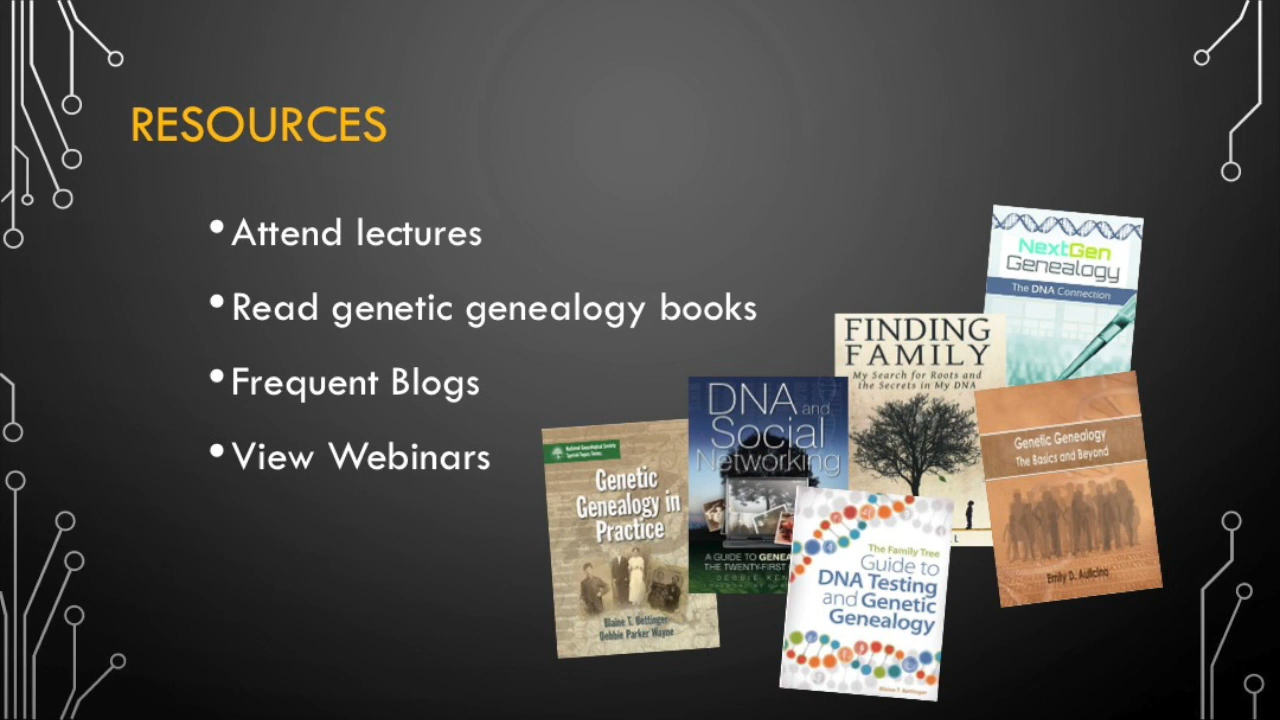 RESOURCES
• Attend lectures
• Read genetic genealogy books
• Frequent Blogs
• View Webinars
NextGen
Genealogy
The DNA Connection
FINDING
FAMILY
My Search for Roots and
the Secrets in My DNA
DNA and
Social
Networking
A GUIDE TO GENEA
THE TWENTY-FIRST
DEBBIE KEN
Genetic Genealogy
The Basics and Beyond
Emily D. Aulicino
National Genealogical Society
Special Topics Series
Genetic
Genealogy in
Practice
Blaine T. Bettinger
Debbie Parker Wayne
The Family Tree
Guide to
DNA Testing
and Genetic
Genealogy
Blaine T. Bettinger